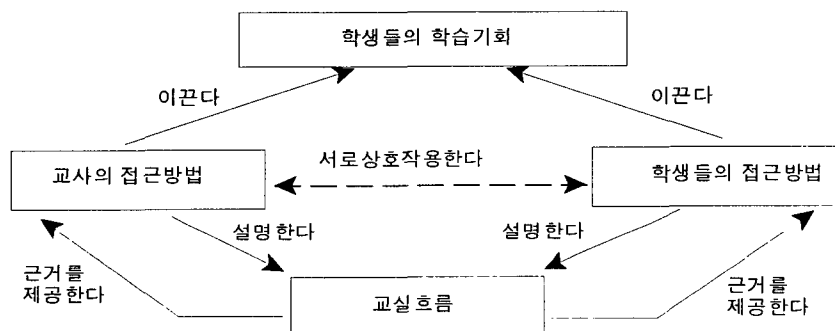 학생들의 학습기회
이끈다
이끈다
교사의 접근방법
서로상호작용한다
학생들의 접근방법
설명한다
설명한다
근거를
제공한다
교실흐름
근거를
제공한다